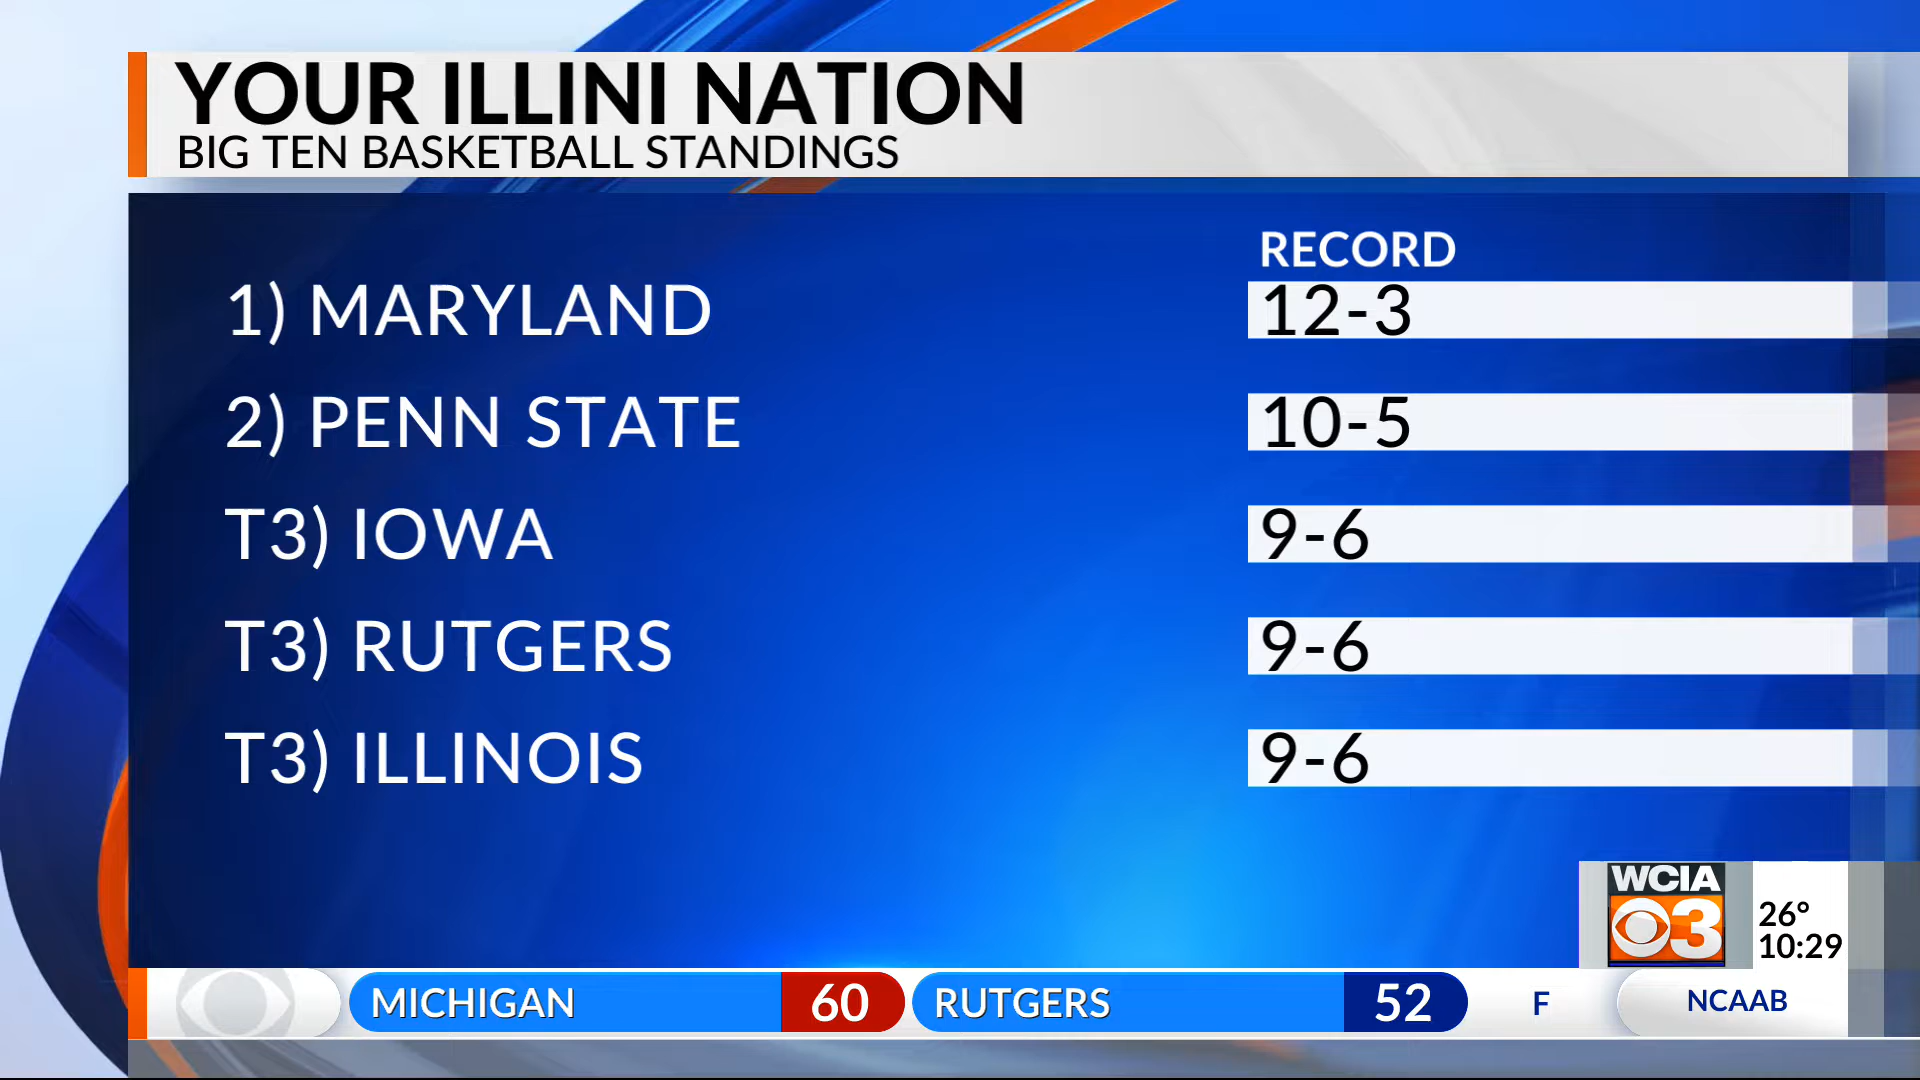 YOUR ILLINI NATION
BIG TEN BASKETBALL STANDINGS
RECORD
1) MARYLAND 12-3
2) PENN STATE 10-5
T3) IOWA 9-6
T3) RUTGERS 9-6
T3) ILLINOIS 9-6
WCIA
3
26°
10:29
MICHIGAN 60 RUTGERS 52 F NCAAB